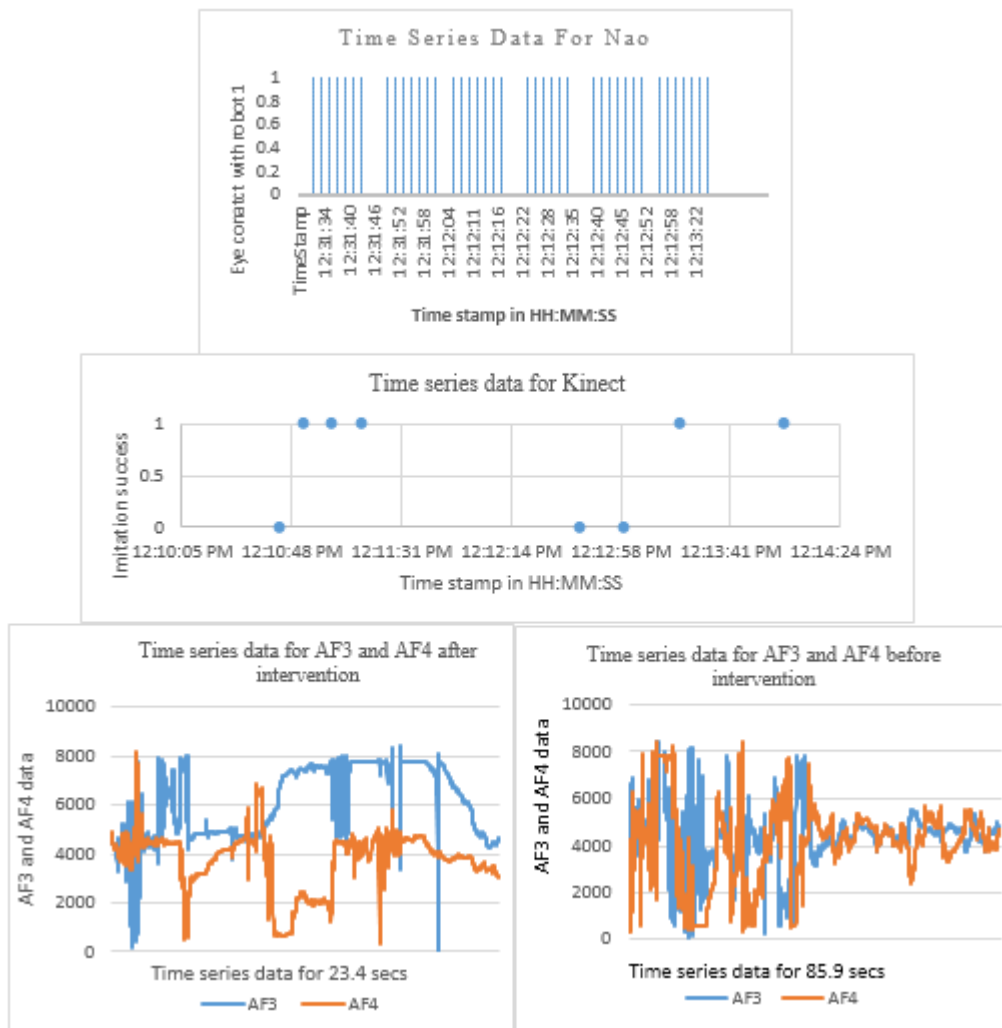 Time Series Data For Nao
Eye conatct with robot1
1
0.8
0.6
0.4
0.2
0
TimeStamp
12:31:34
12:31:40
12:31:46
12:31:52
12:31:58
12:12:04
12:12:11
12:12:16
12:12:22
12:12:28
12:12:35
12:12:40
12:12:45
12:12:52
12:12:58
12:13:22
Time stamp in HH:MM:SS
Time series data for Kinect
Imitation success
1
0.5
0
12:10:05 PM 12:10:48 PM 12:11:31 PM 12:12:14 PM 12:12:58 PM 12:13:41 PM 12:14:24 PM
Time stamp in HH:MM:SS
Time series data for AF3 and AF4 after
intervention
AF3 and AF4 data
10000
8000
6000
4000
2000
0
Time series data for 23.4 secs
AF3 AF4
Time series data for AF3 and AF4 before
intervention
AF3 and AF4 data
10000
8000
6000
4000
2000
0
Time series data for 85.9 secs
AF3 AF4